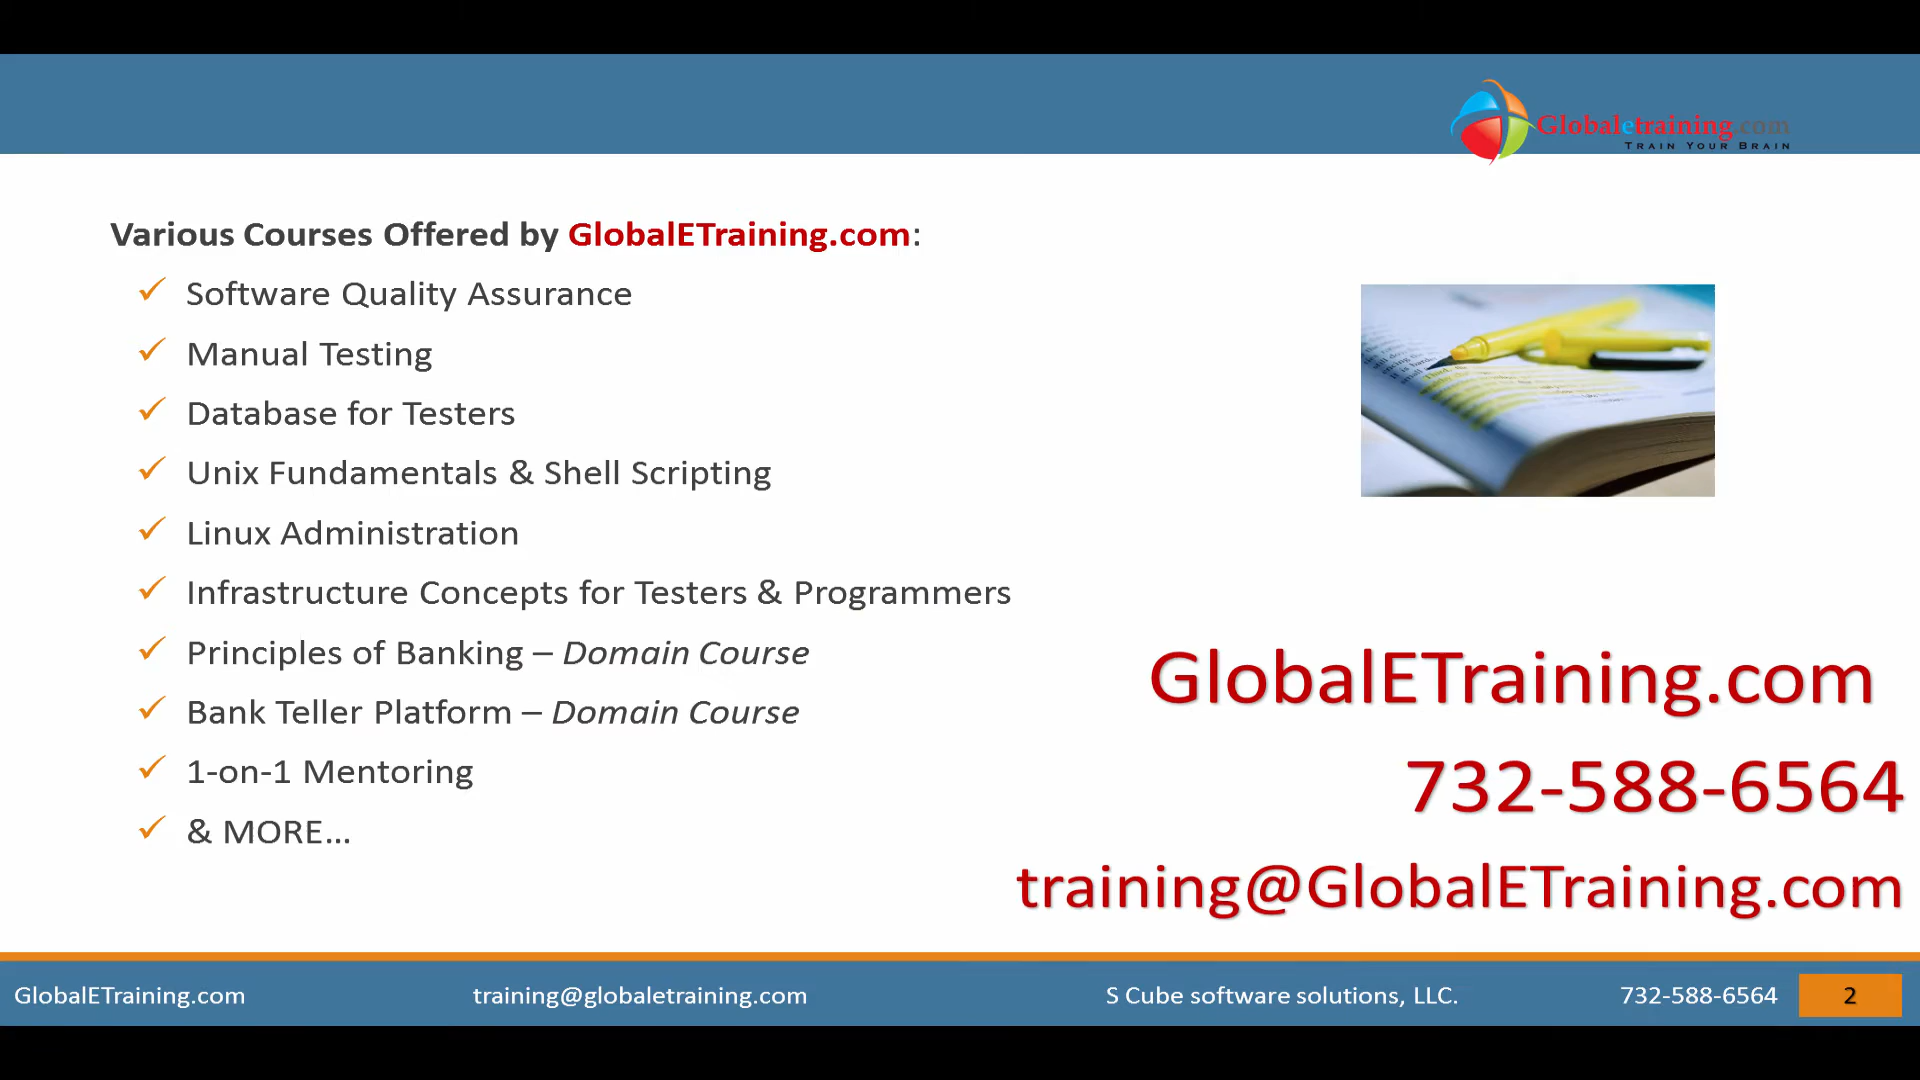 Globaletraining.com
TRAIN YOUR BRAIN
Various Courses Offered by GlobalETraining.com:
✓ Software Quality Assurance
✓ Manual Testing
✓ Database for Testers
✓ Unix Fundamentals & Shell Scripting
✓ Linux Administration
✓ Infrastructure Concepts for Testers & Programmers
✓ Principles of Banking – Domain Course
✓ Bank Teller Platform – Domain Course
✓ 1-on-1 Mentoring
✓ & MORE...
GlobalETraining.com
732-588-6564
training@GlobalETraining.com
GlobalETraining.com training@globaletraining.com S Cube software solutions, LLC. 732-588-6564 2